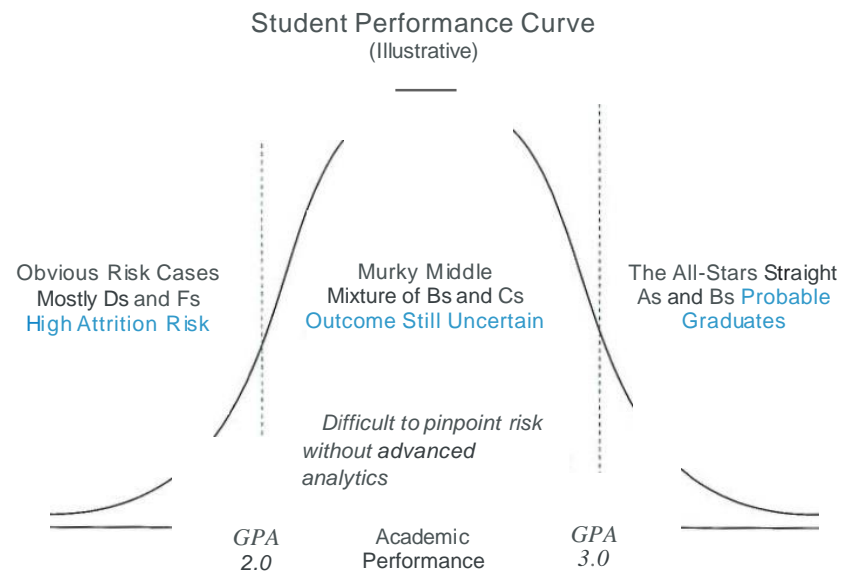 Student Performance Curve
(Illustrative)
Obvious Risk Cases
Mostly Ds and Fs
High Attrition Risk
Murky Middle
Mixture of Bs and Cs
Outcome Still Uncertain
The All-Stars Straight
As and Bs Probable
Graduates
Difficult to pinpoint risk
without advanced
analytics
GPA
2.0
Academic
Performance
GPA
3.0